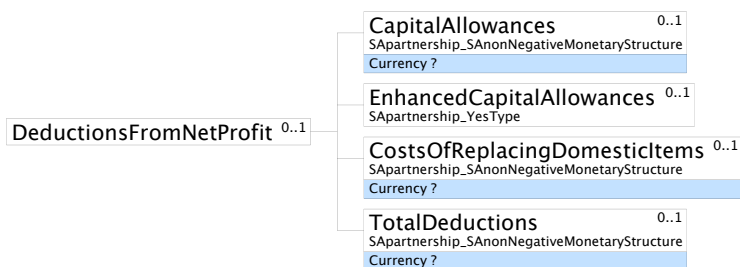 CapitalAllowances 0..1
SApartnership_SAnonNegativeMonetaryStructure
Currency ?
EnhancedCapitalAllowances 0..1
SApartnership_YesType
DeductionsFromNetProfit 0..1
CostsOfReplacingDomesticItems 0..1
SApartnership_SAnonNegativeMonetaryStructure
Currency ?
TotalDeductions 0..1
SApartnership_SAnonNegativeMonetaryStructure
Currency ?